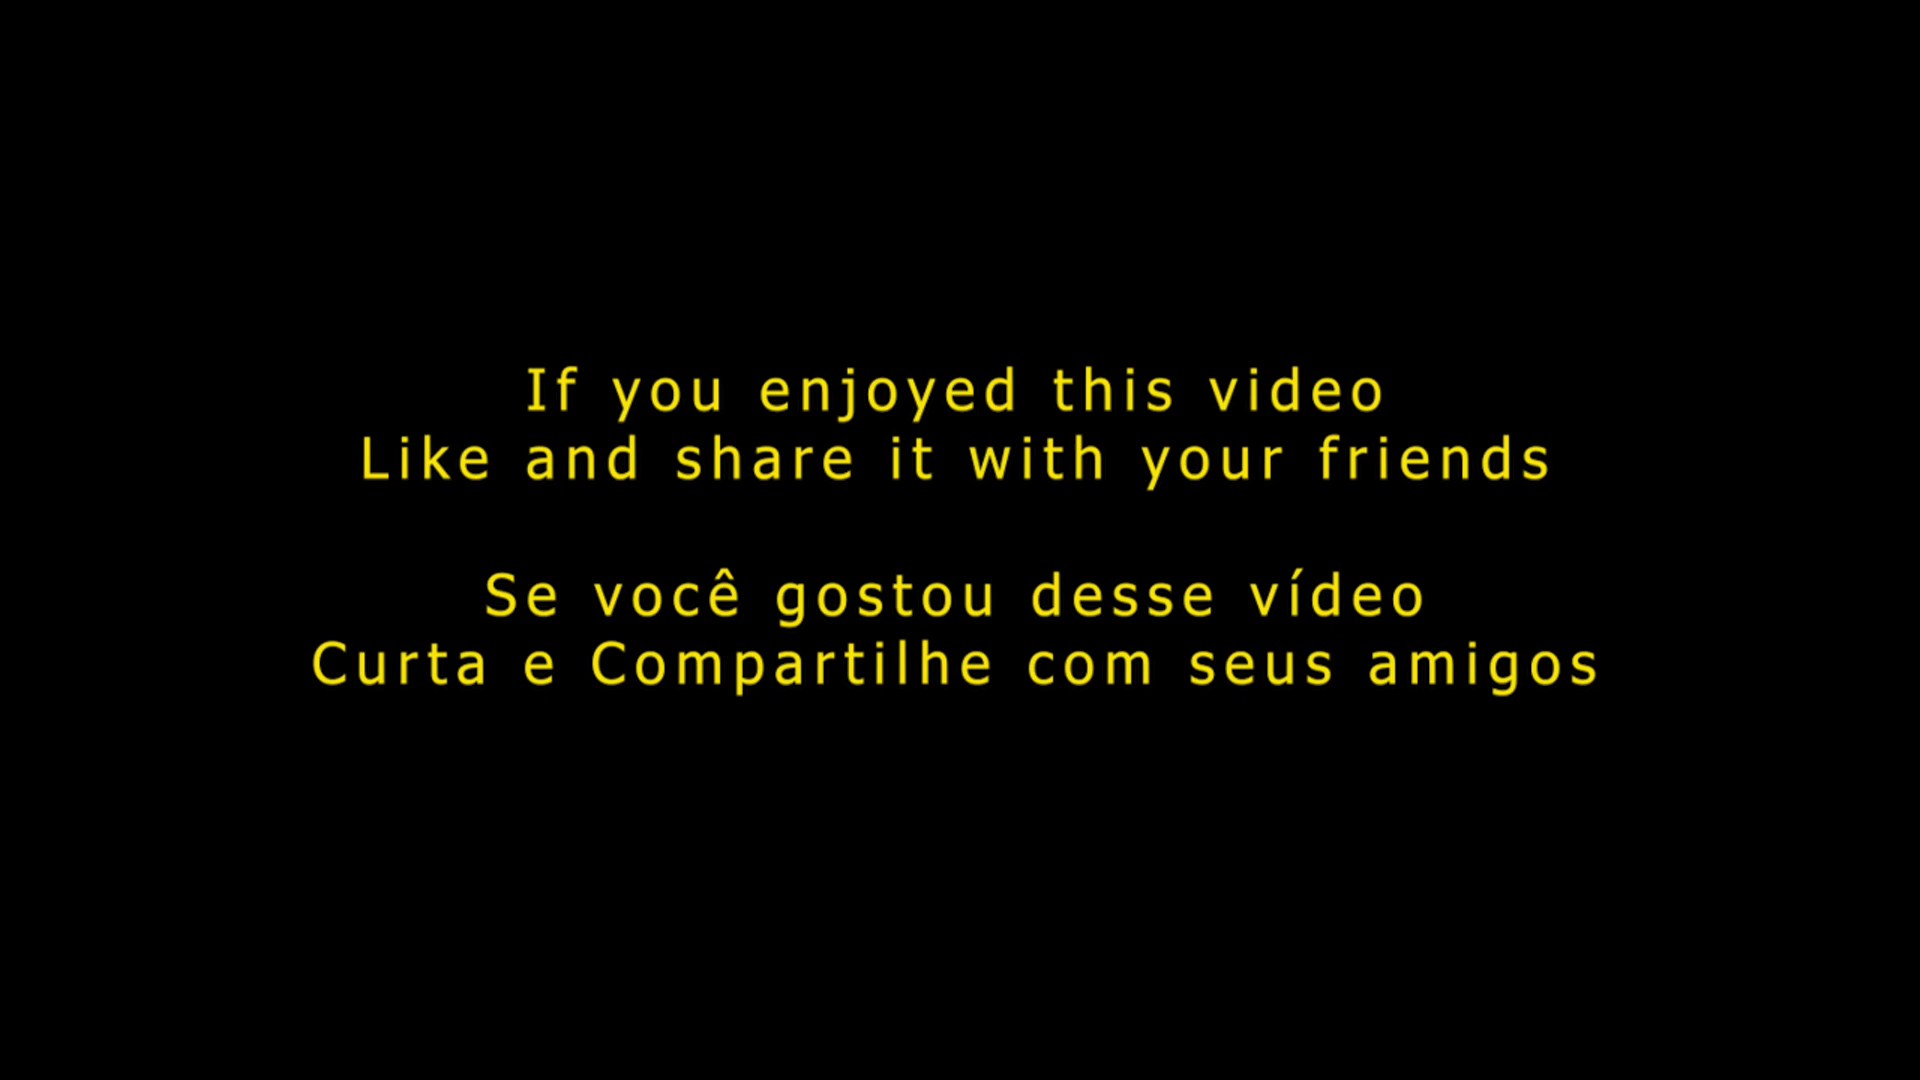 If you enjoyed this video
Like and share it with your friends
Se você gostou desse vídeo
Curta e Compartilhe com seus amigos